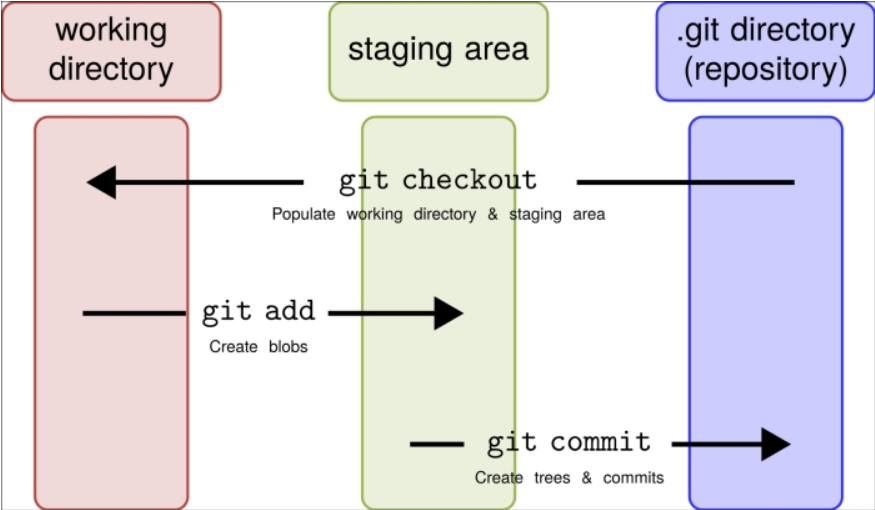 working
directory
staging area
.git directory
(repository)
git checkout
Populate working directory & staging area
git add
Create blobs
git commit
Create trees & commits